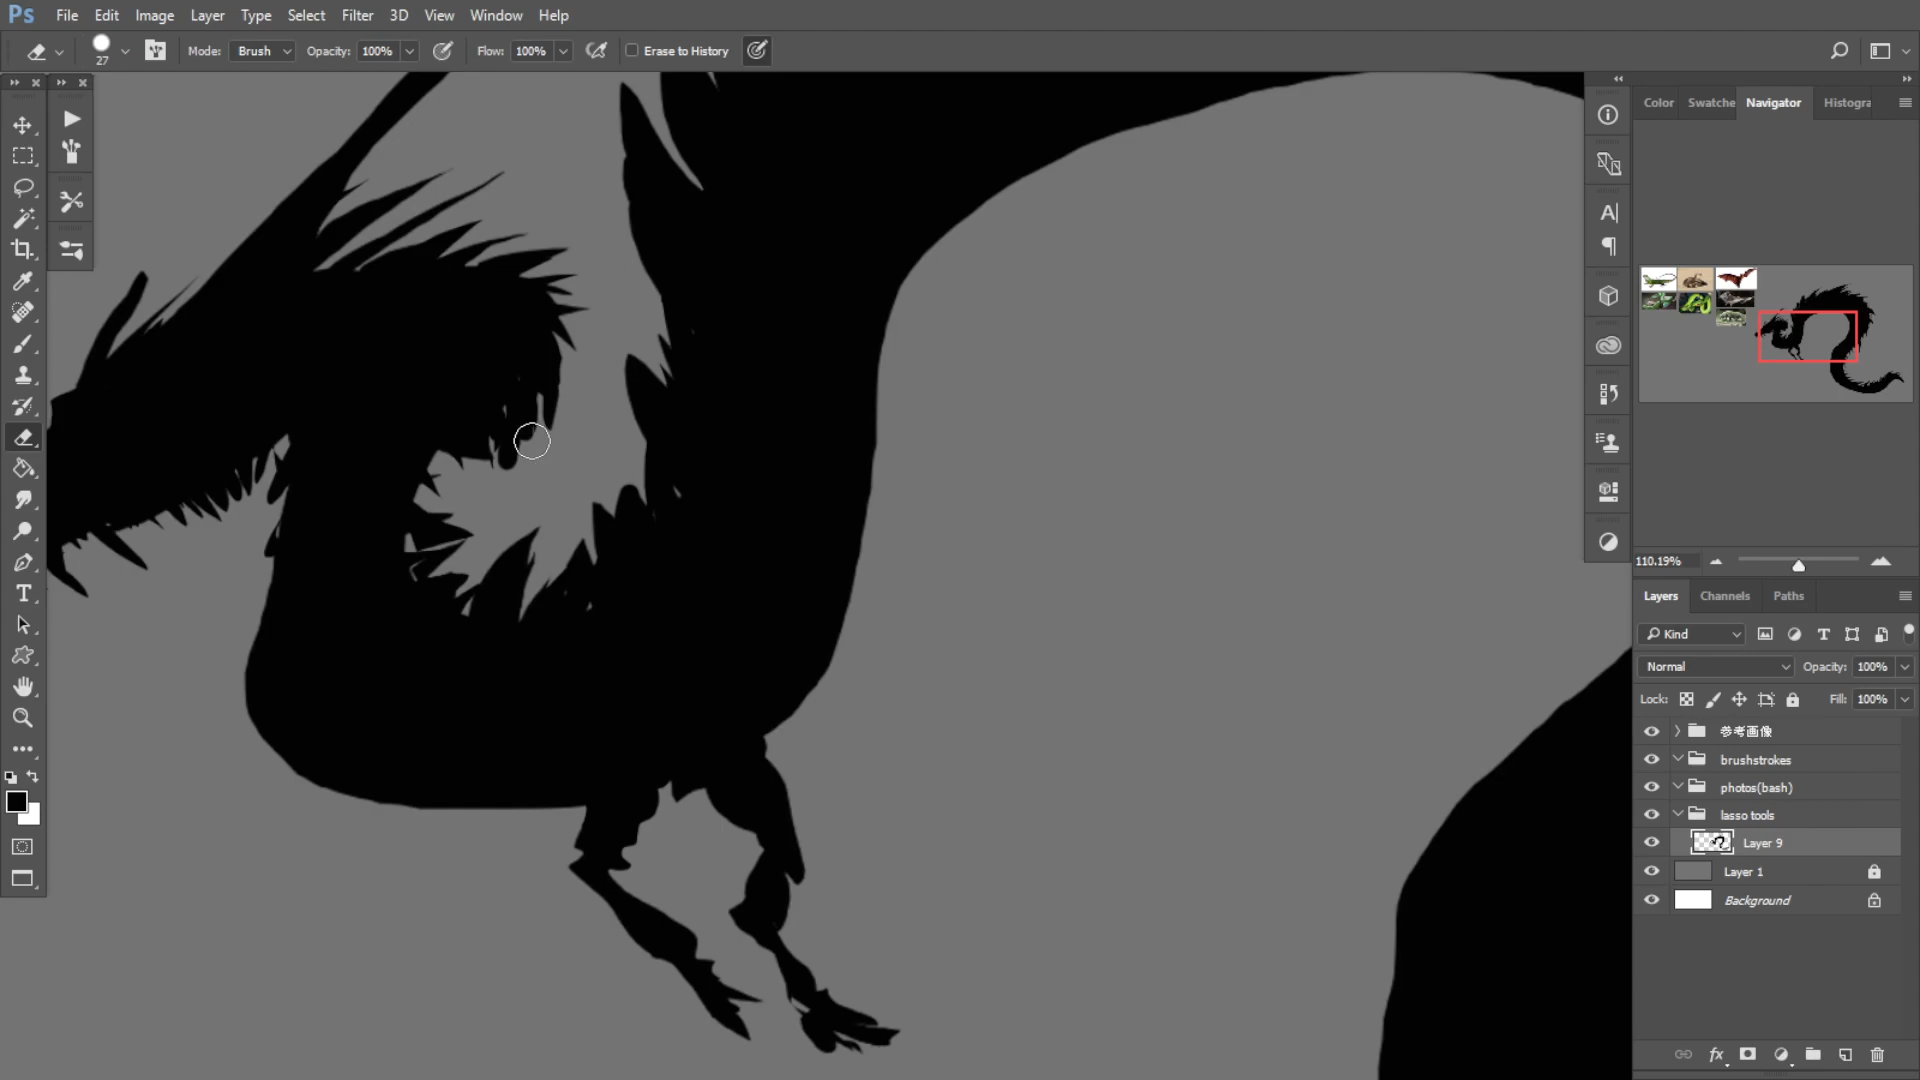 Ps File Edit Image Layer Type Select Filter 3D View Window Help
27 Mode: Brush Opacity: 100% Flow: 100% Erase to History
Color Swatche Navigator Histogra
110.19%
Layers Channels Paths
Kind
Normal Opacity: 100%
Lock: Fill: 100%
参考画像
brushstrokes
photos(bash)
lasso tools
Layer 9
Layer 1
Background